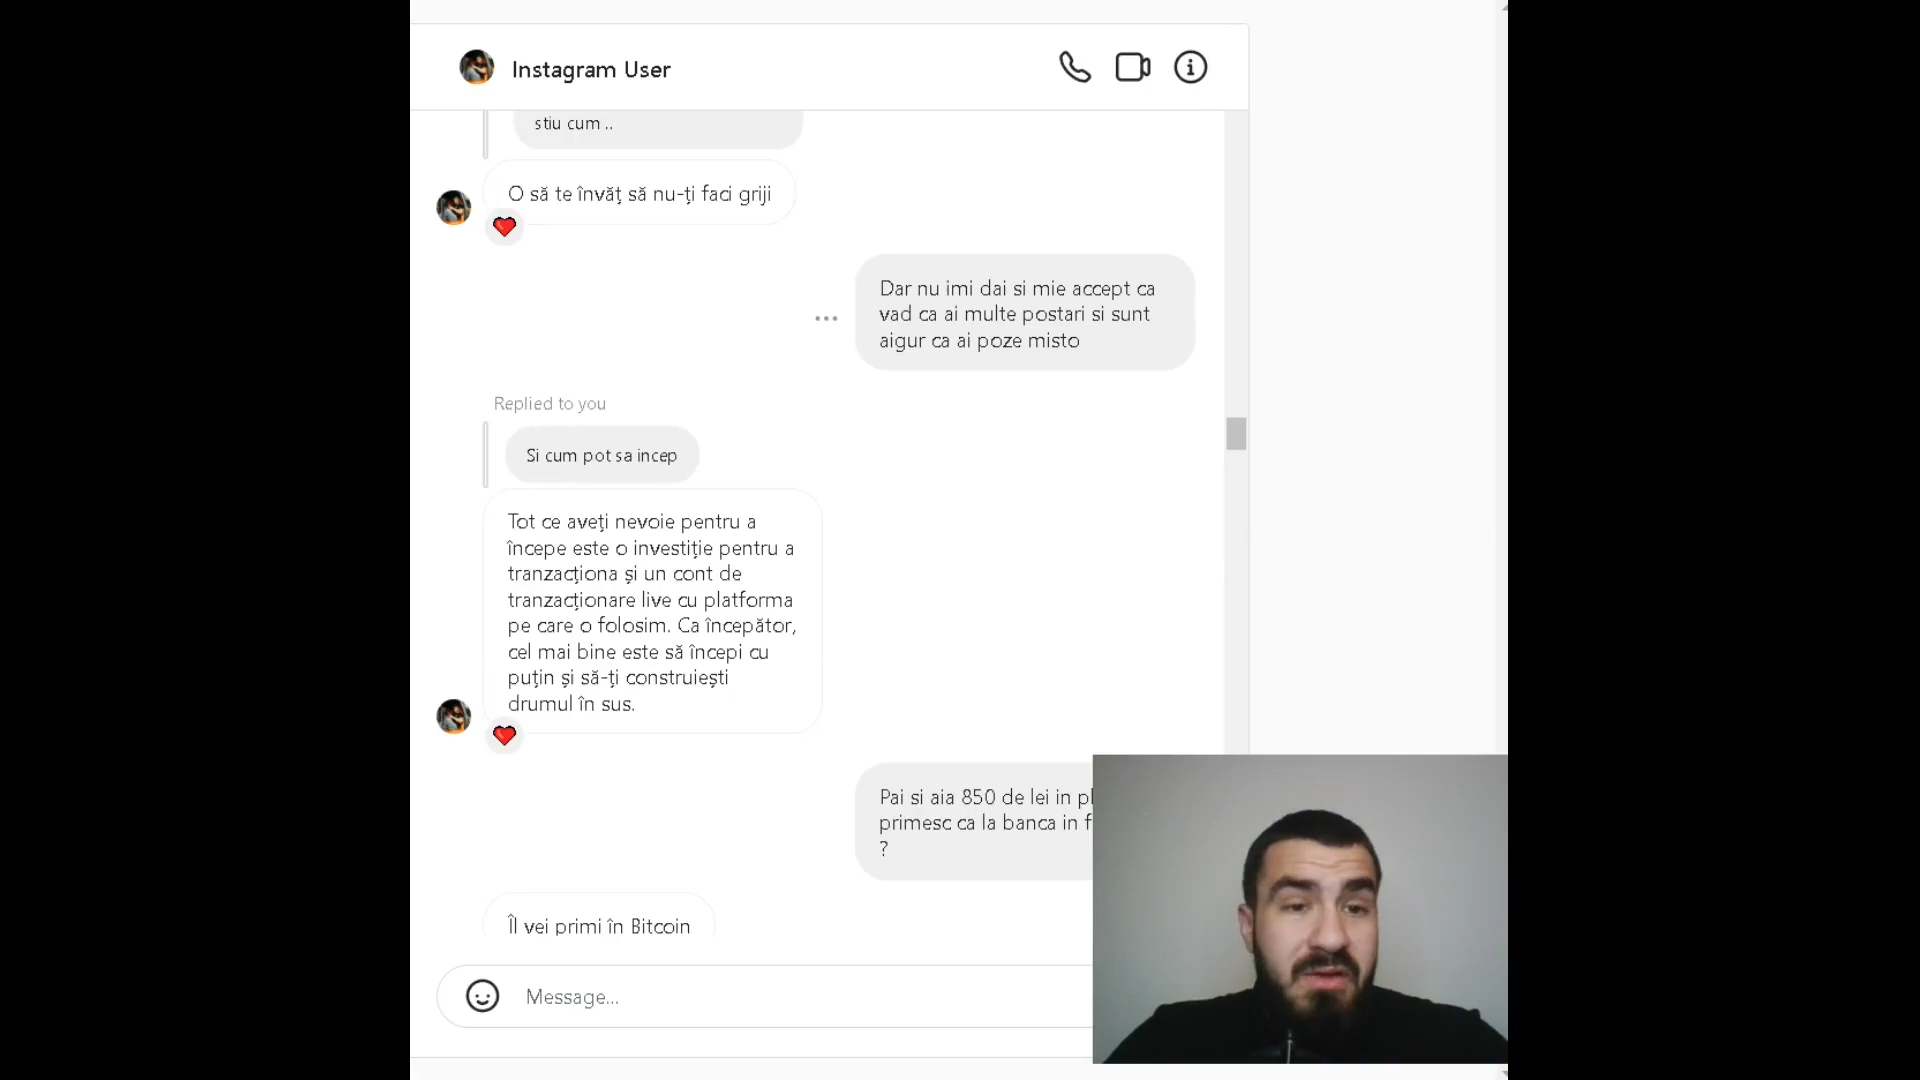 Instagram User
stiu cum ..
O să te învăț să nu-ți faci griji
Dar nu imi dai si mie accept ca
vad ca ai multe postari si sunt
aigur ca ai poze misto
Replied to you
Si cum pot sa incep
Tot ce aveți nevoie pentru a
începe este o investiție pentru a
tranzacționa și un cont de
tranzacționare live cu platforma
pe care o folosim. Ca începător,
cel mai bine este să începi cu
puțin și să-ți construiești
drumul în sus.
Pai si aia 850 de lei in
primesc ca la banca in
?
Îl vei primi în Bitcoin
Message...